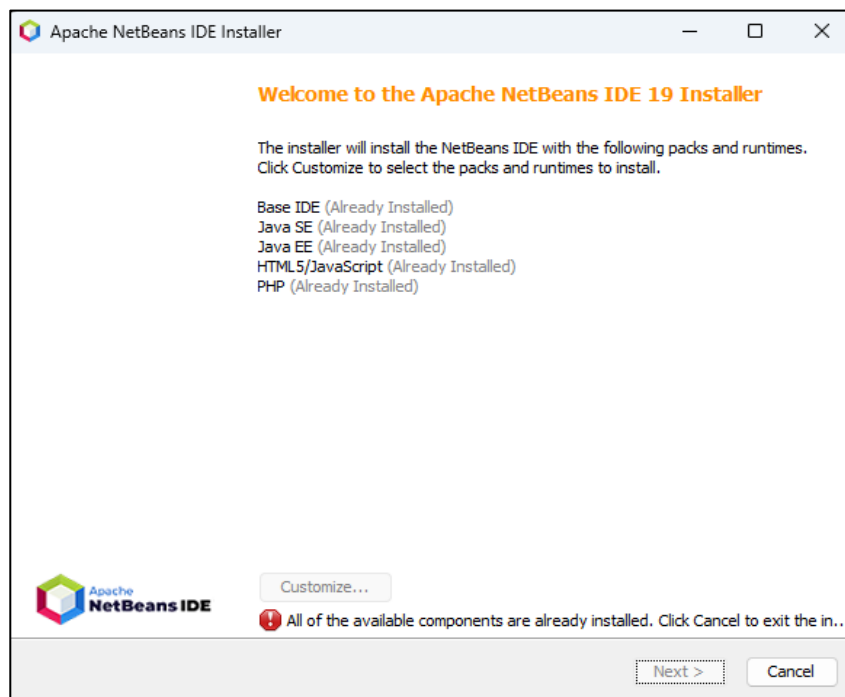 Apache NetBeans IDE Installer
Welcome to the Apache NetBeans IDE 19 Installer
The installer will install the NetBeans IDE with the following packs and runtimes.
Click Customize to select the packs and runtimes to install.
Base IDE (Already Installed)
Java SE (Already Installed)
Java EE (Already Installed)
HTML5/JavaScript (Already Installed)
PHP (Already Installed)
Apache
NetBeans IDE
Customize...
All of the available components are already installed. Click Cancel to exit the in..
Next >
Cancel